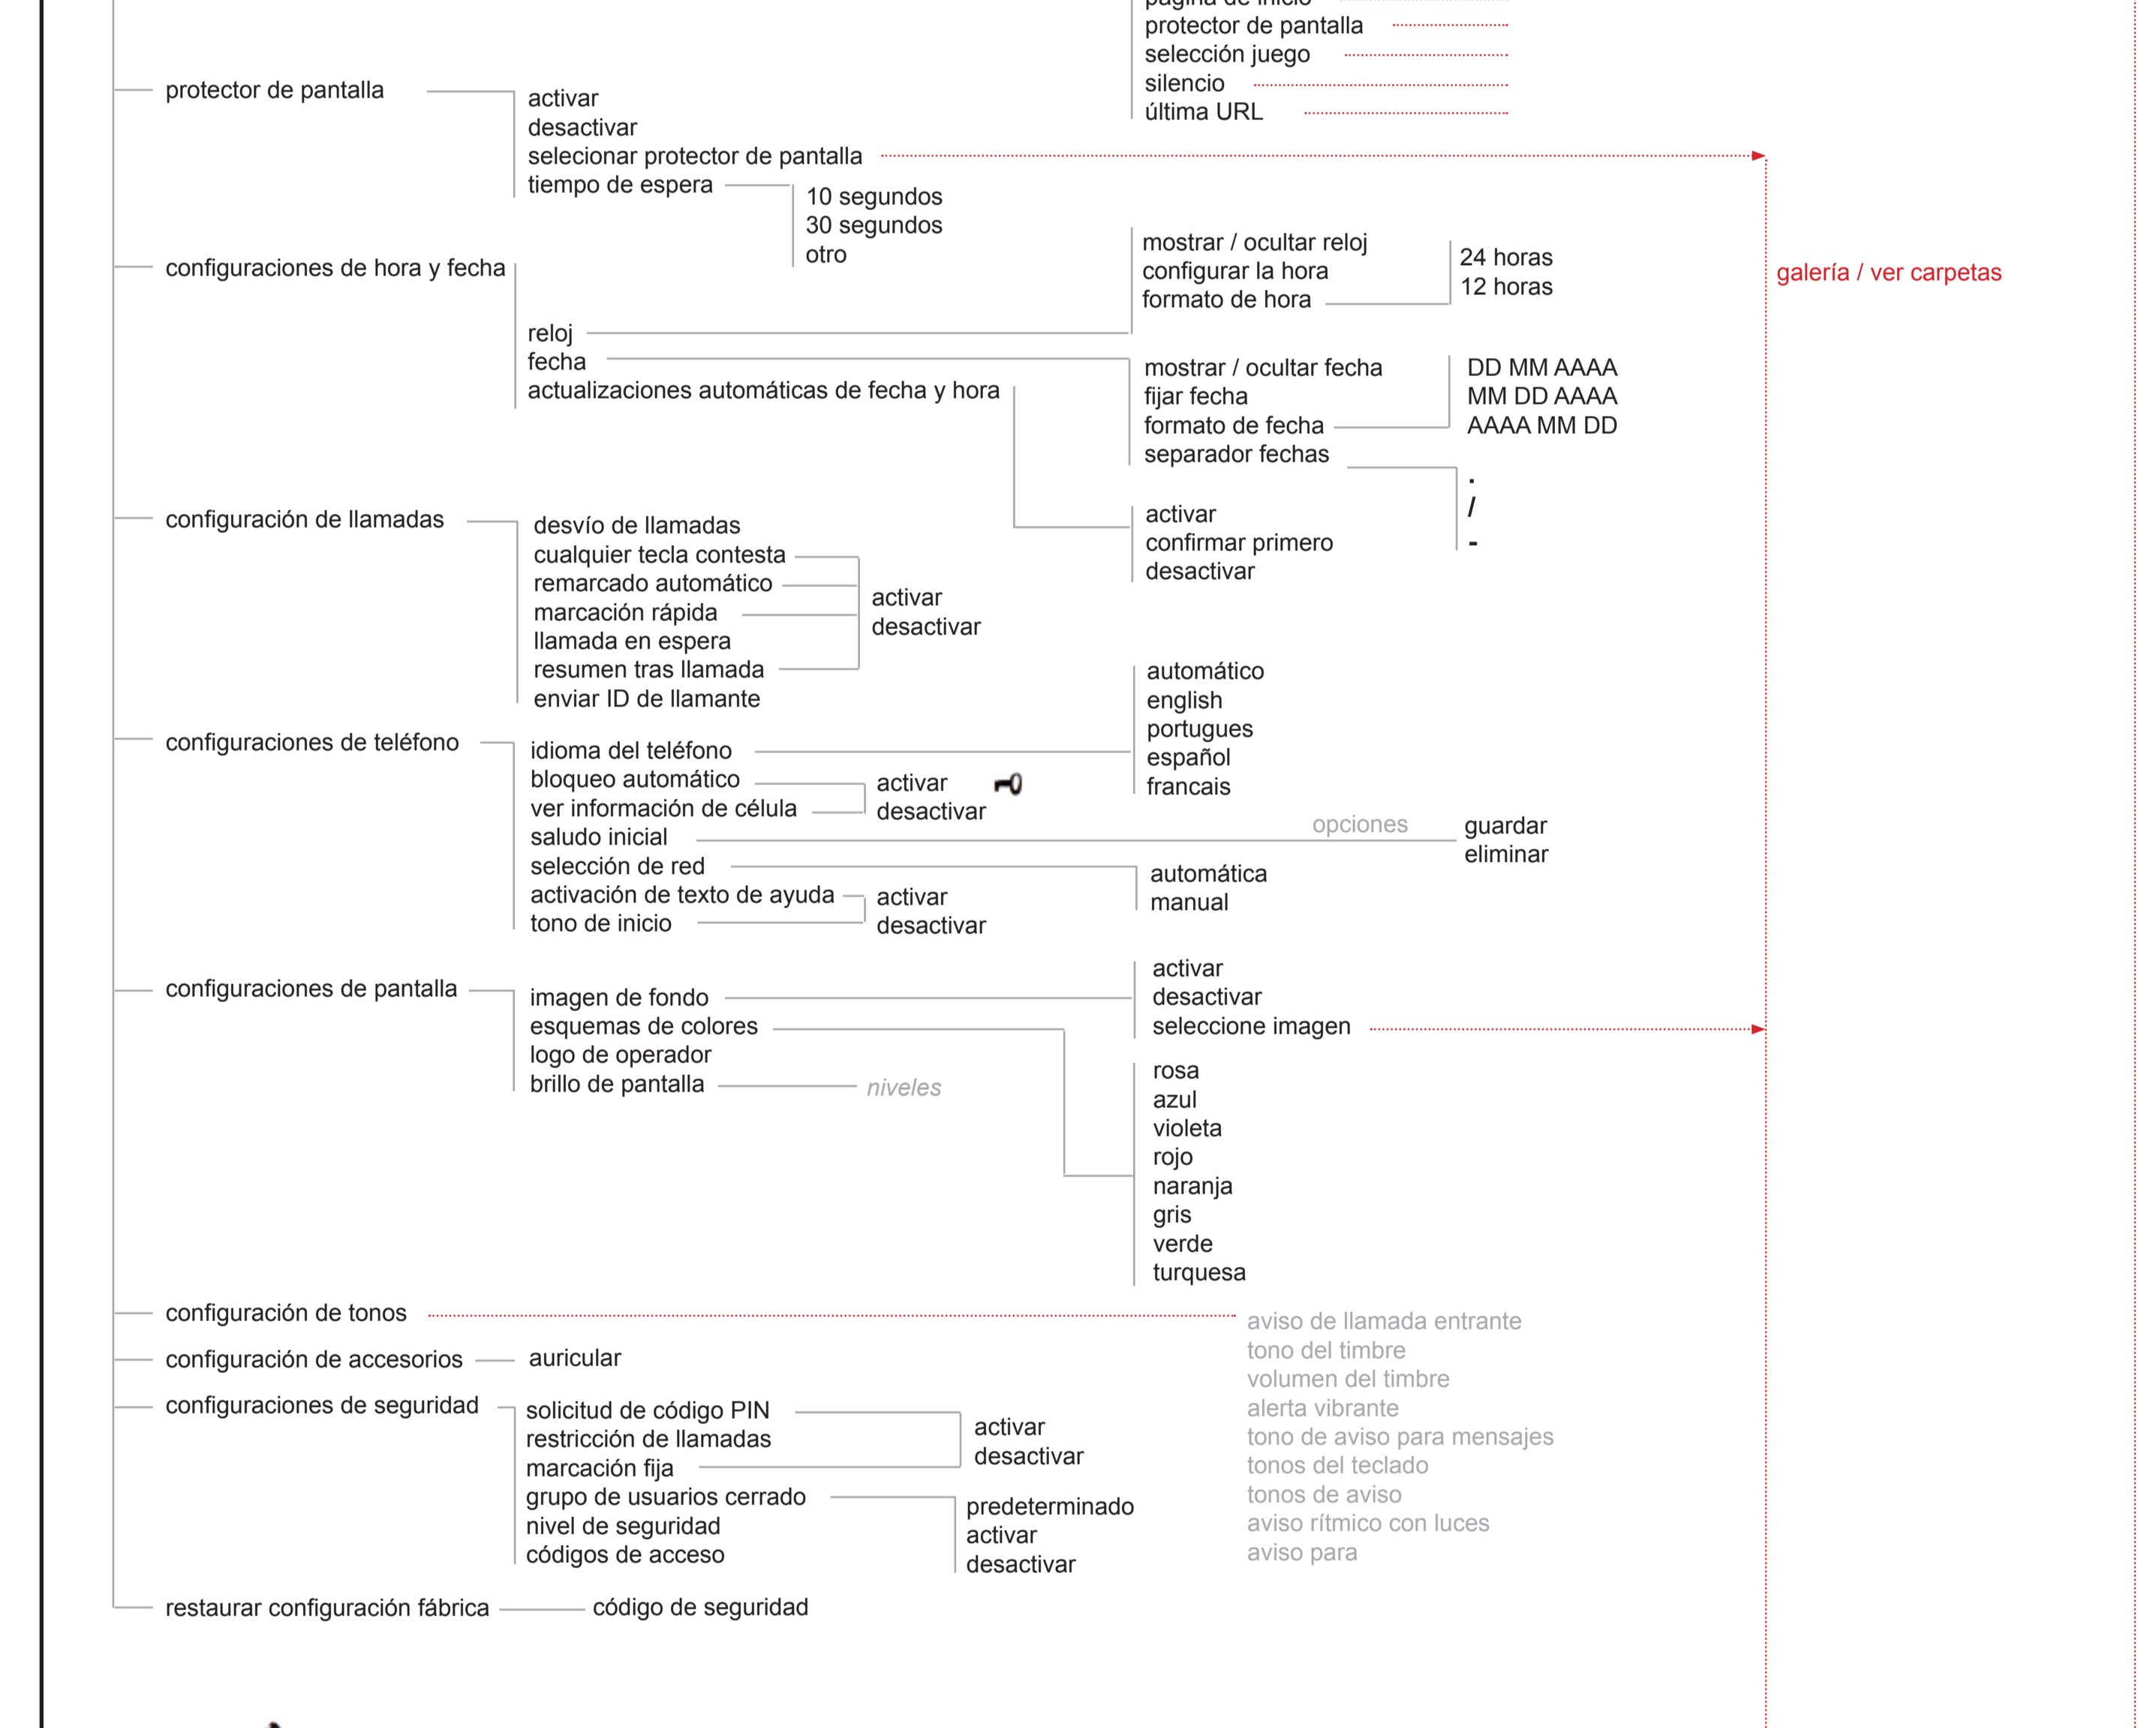 página de inicio
protector de pantalla
selección juego
silencio
última URL
protector de pantalla
activar
desactivar
selecionar protector de pantalla
tiempo de espera
10 segundos
30 segundos
otro
configuraciones de hora y fecha
reloj
fecha
actualizaciones automáticas de fecha y hora
mostrar / ocultar reloj
configurar la hora
formato de hora
24 horas
12 horas
galería / ver carpetas
mostrar / ocultar fecha
fijar fecha
formato de fecha
separador fechas
DD MM AAAA
MM DD AAAA
AAAA MM DD
.
/
-
activar
confirmar primero
desactivar
configuración de llamadas
desvío de llamadas
cualquier tecla contesta
remarcado automático
marcación rápida
llamada en espera
resumen tras llamada
enviar ID de llamante
activar
desactivar
configuraciones de teléfono
idioma del teléfono
bloqueo automático
ver información de célula
saludo inicial
selección de red
activación de texto de ayuda
tono de inicio
automático
english
portugues
español
francais
activar
desactivar
opciones
guardar
eliminar
automática
manual
activar
desactivar
configuraciones de pantalla
imagen de fondo
esquemas de colores
logo de operador
brillo de pantalla
niveles
activar
desactivar
seleccione imagen
rosa
azul
violeta
rojo
naranja
gris
verde
turquesa
configuración de tonos
aviso de llamada entrante
tono del timbre
volumen del timbre
alerta vibrante
tono de aviso para mensajes
tonos del teclado
tonos de aviso
aviso rítmico con luces
aviso para
configuración de accesorios
auricular
configuraciones de seguridad
solicitud de código PIN
restricción de llamadas
marcación fija
grupo de usuarios cerrado
nivel de seguridad
códigos de acceso
activar
desactivar
predeterminado
activar
desactivar
restaurar configuración fábrica
código de seguridad